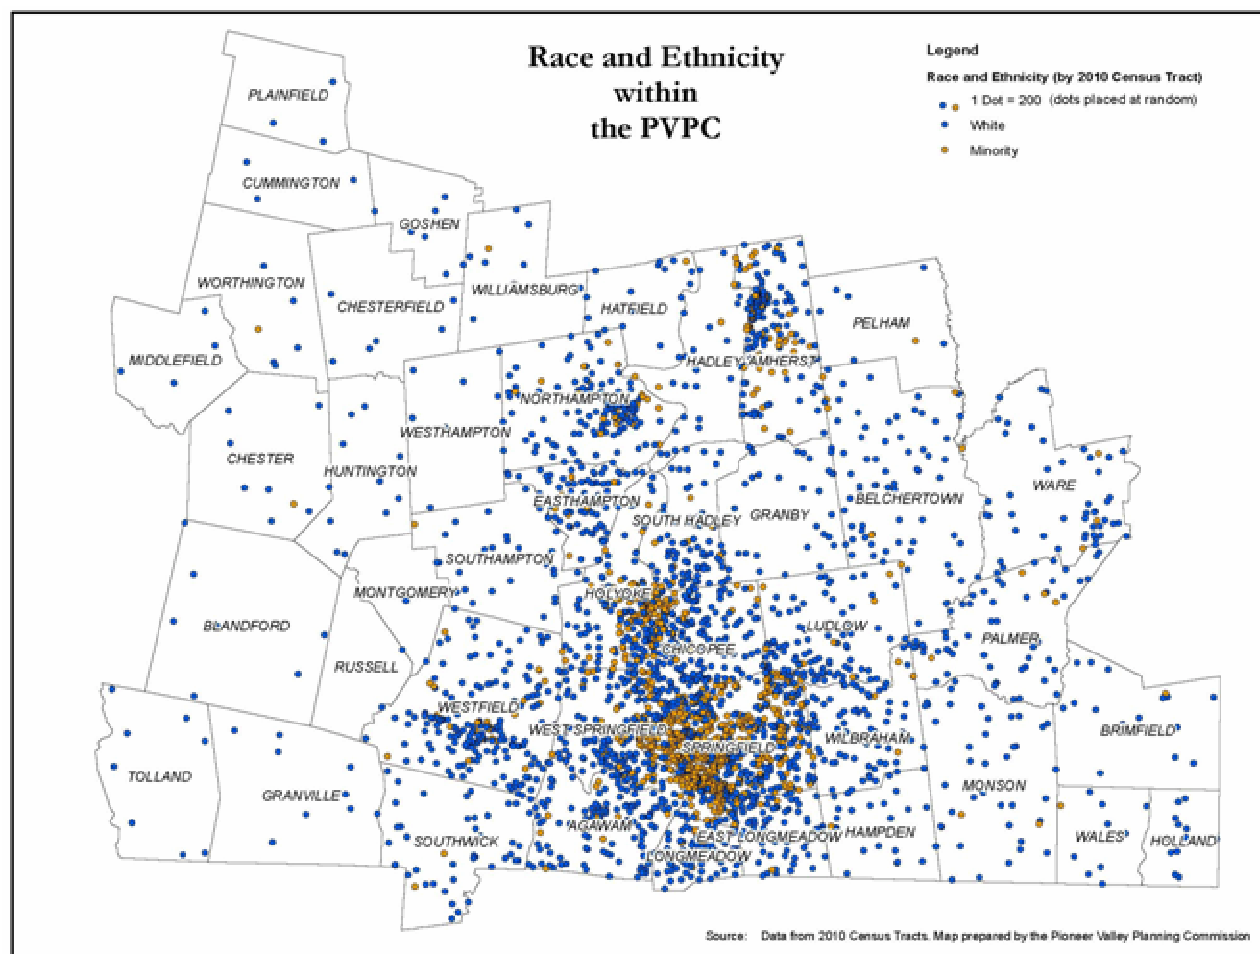 Race and Ethnicity
within
the PVPC
Legend
Race and Ethnicity (by 2010 Census Tract)
1 Dot = 200 (dots placed at random)
White
Minority
PLAINFIELD
CUMMINGTON
GOSHEN
WORTHINGTON
CHESTERFIELD
WILLIAMSBURG
HATFIELD
PELHAM
MIDDLEFIELD
HADLEY
AMHERST
NORTHAMPTON
WESTHAMPTON
CHESTER
HUNTINGTON
EASTHAMPTON
SOUTH HADLEY
GRANBY
BELCHERTOWN
WARE
SOUTHAMPTON
MONTGOMERY
HOLYOKE
BLANDFORD
LUDLOW
PALMER
CHICOPEE
RUSSELL
WESTFIELD
WEST SPRINGFIELD
SPRINGFIELD
WILBRAHAM
BRIMFIELD
TOLLAND
GRANVILLE
MONSON
AGAWAM
SOUTHWICK
EAST LONGMEADOW
HAMPDEN
WALES
HOLLAND
LONGMEADOW
Source: Data from 2010 Census Tracts. Map prepared by the Pioneer Valley Planning Commission